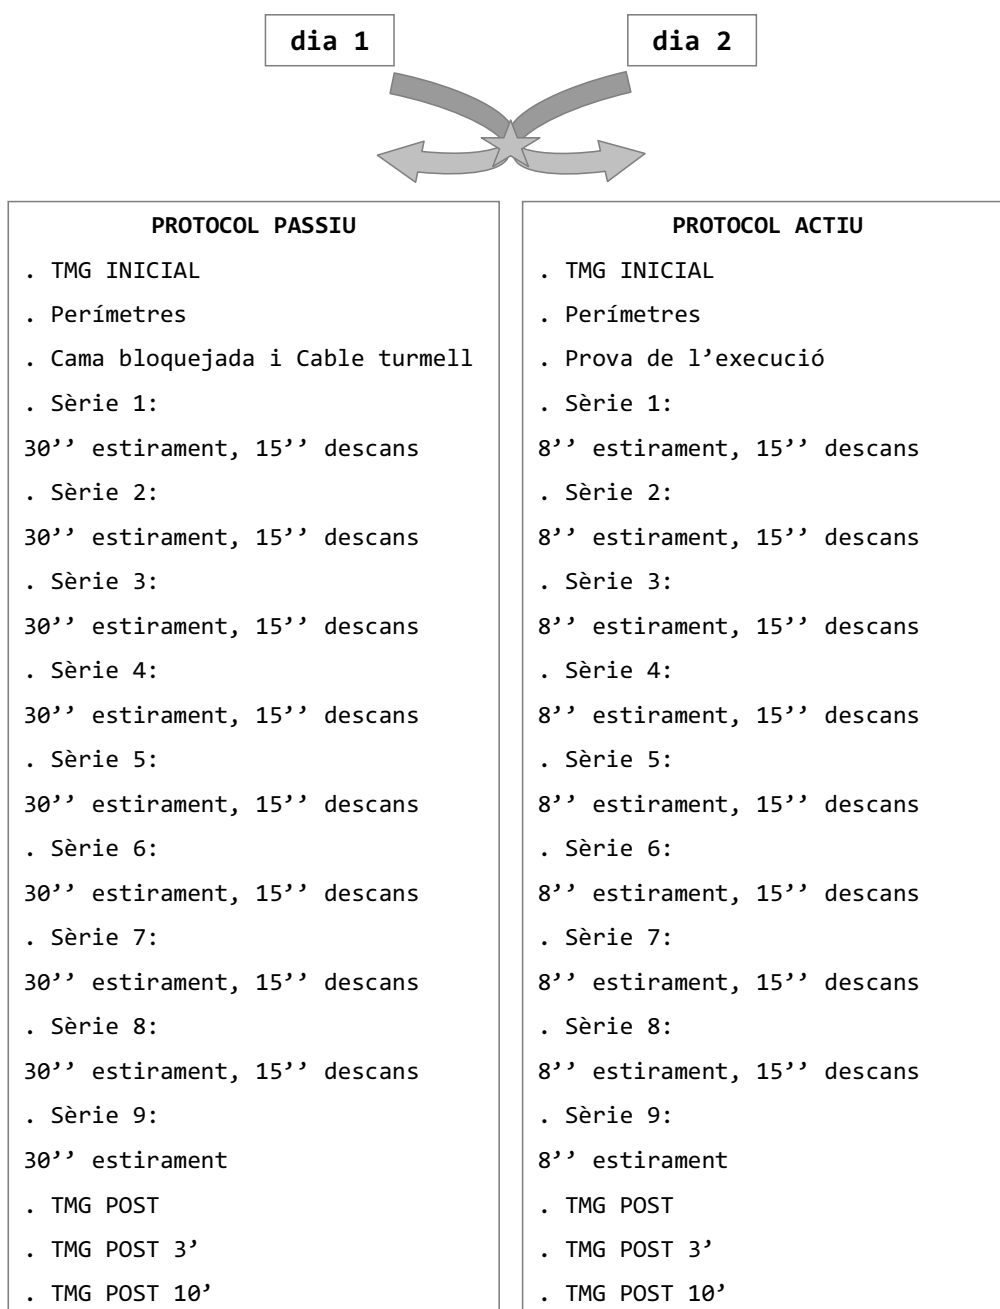 dia 1
dia 2
PROTOCOL PASSIU
. TMG INICIAL
. Perímetres
. Cama bloquejada i Cable turmell
. Sèrie 1:
30’’ estirament, 15’’ descans
. Sèrie 2:
30’’ estirament, 15’’ descans
. Sèrie 3:
30’’ estirament, 15’’ descans
. Sèrie 4:
30’’ estirament, 15’’ descans
. Sèrie 5:
30’’ estirament, 15’’ descans
. Sèrie 6:
30’’ estirament, 15’’ descans
. Sèrie 7:
30’’ estirament, 15’’ descans
. Sèrie 8:
30’’ estirament, 15’’ descans
. Sèrie 9:
30’’ estirament
. TMG POST
. TMG POST 3’
. TMG POST 10’
PROTOCOL ACTIU
. TMG INICIAL
. Perímetres
. Prova de l’execució
. Sèrie 1:
8’’ estirament, 15’’ descans
. Sèrie 2:
8’’ estirament, 15’’ descans
. Sèrie 3:
8’’ estirament, 15’’ descans
. Sèrie 4:
8’’ estirament, 15’’ descans
. Sèrie 5:
8’’ estirament, 15’’ descans
. Sèrie 6:
8’’ estirament, 15’’ descans
. Sèrie 7:
8’’ estirament, 15’’ descans
. Sèrie 8:
8’’ estirament, 15’’ descans
. Sèrie 9:
8’’ estirament
. TMG POST
. TMG POST 3’
. TMG POST 10’